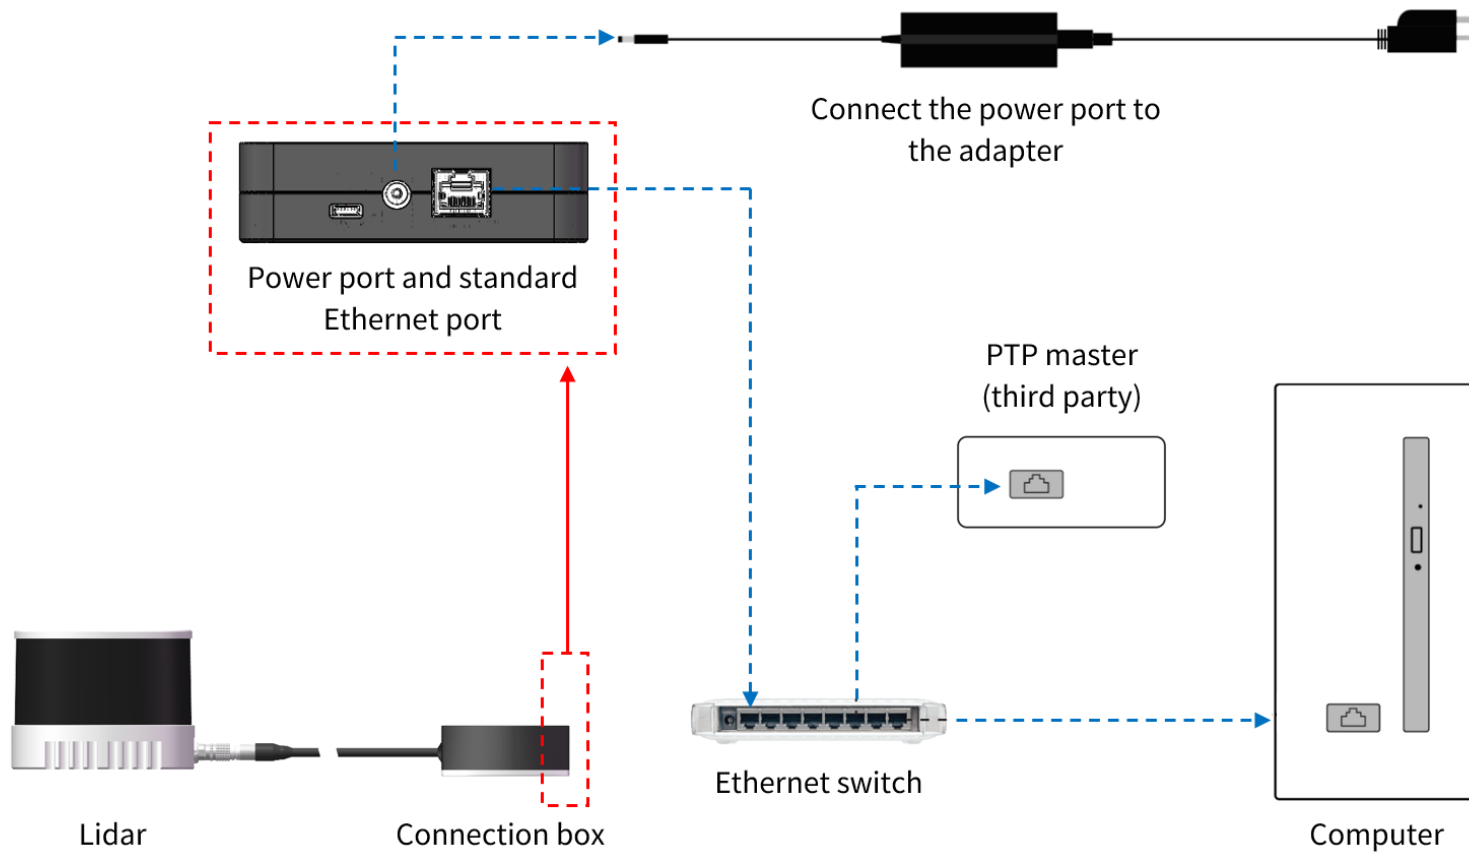 Connect the power port to
the adapter
Power port and standard
Ethernet port
PTP master
(third party)
Ethernet switch
Lidar
Connection box
Computer